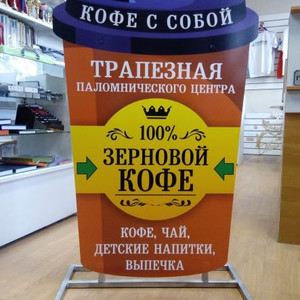 КОФЕ С СОБОЙ
ТРАПЕЗНАЯ
ПАЛОМНИЧЕСКОГО ЦЕНТРА
100%
ЗЕРНОВОЙ
КОФЕ
КОФЕ, ЧАЙ,
ДЕТСКИЕ НАПИТКИ,
ВЫПЕЧКА